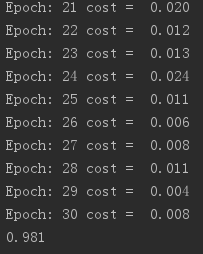 Epoch: 21 cost =  0.020
Epoch: 22 cost =  0.012
Epoch: 23 cost =  0.013
Epoch: 24 cost =  0.024
Epoch: 25 cost =  0.011
Epoch: 26 cost =  0.006
Epoch: 27 cost =  0.008
Epoch: 28 cost =  0.011
Epoch: 29 cost =  0.004
Epoch: 30 cost =  0.008
0.981